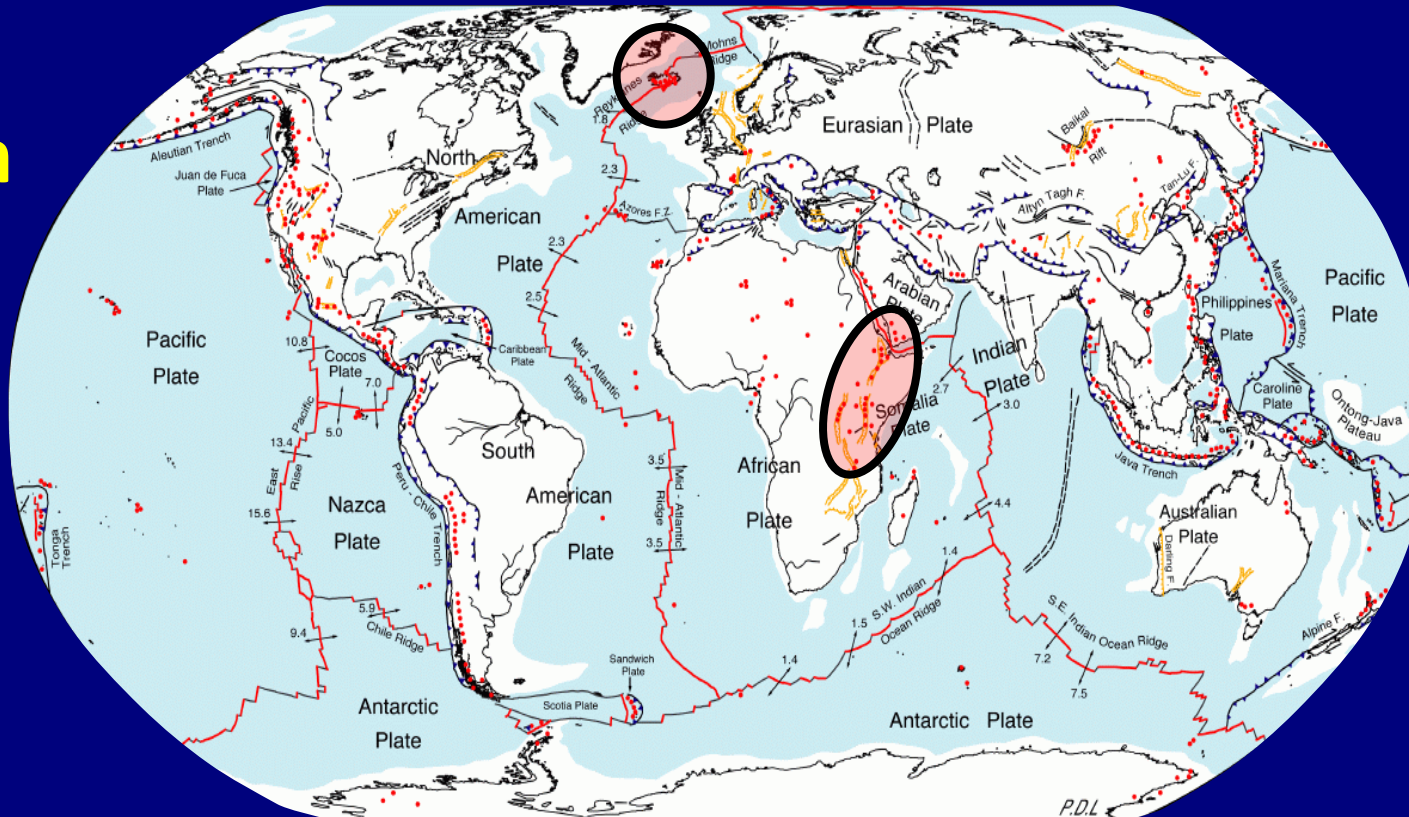 Mohns
Ridge
Reykjanes
Ridge
1.8
Aleutian Trench
Juan de Fuca
Plate
North
American
Plate
Eurasian Plate
Baikal
Rift
Tan-Lu F.
Altyn Tagh F.
2.3
Azores F.Z.
2.3
2.5
Arabian
Plate
Mariana Trench
Philippines
Plate
Pacific
Plate
Pacific
Plate
10.8
Cocos
Plate
7.0
5.0
Caribbean
Plate
Mid-Atlantic
Ridge
Indian
Plate
2.7
3.0
Somalia
Plate
Caroline
Plate
Ontong-Java
Plateau
Java Trench
13.4
East Pacific
Rise
15.6
Nazca
Plate
Peru-Chile Trench
South
American
Plate
3.5
Mid-Atlantic
Ridge
3.5
African
Plate
4.4
Australian
Plate
Darling F.
Tonga
Trench
5.9
Chile Ridge
9.4
1.4
1.5
S.W. Indian
Ocean Ridge
1.4
S.E. Indian Ocean Ridge
7.2
7.5
Alpine F.
Sandwich
Plate
Scotia Plate
Antarctic
Plate
Antarctic Plate
P.D.L